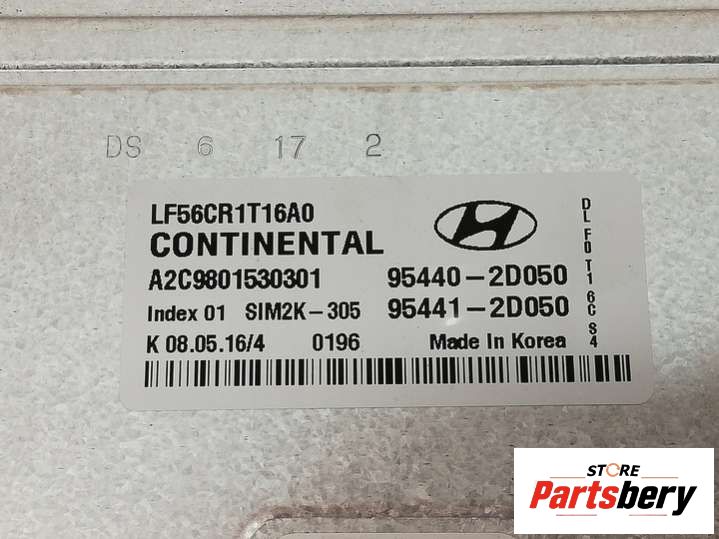 DS 6 17 2
LF56CR1T16A0
CONTINENTAL
A2C9801530301 95440-2D050
Index 01 SIM2K-305 95441-2D050
K 08.05.16/4 0196 Made In Korea
DL F0 T1 6C S4
STORE
Partsbery